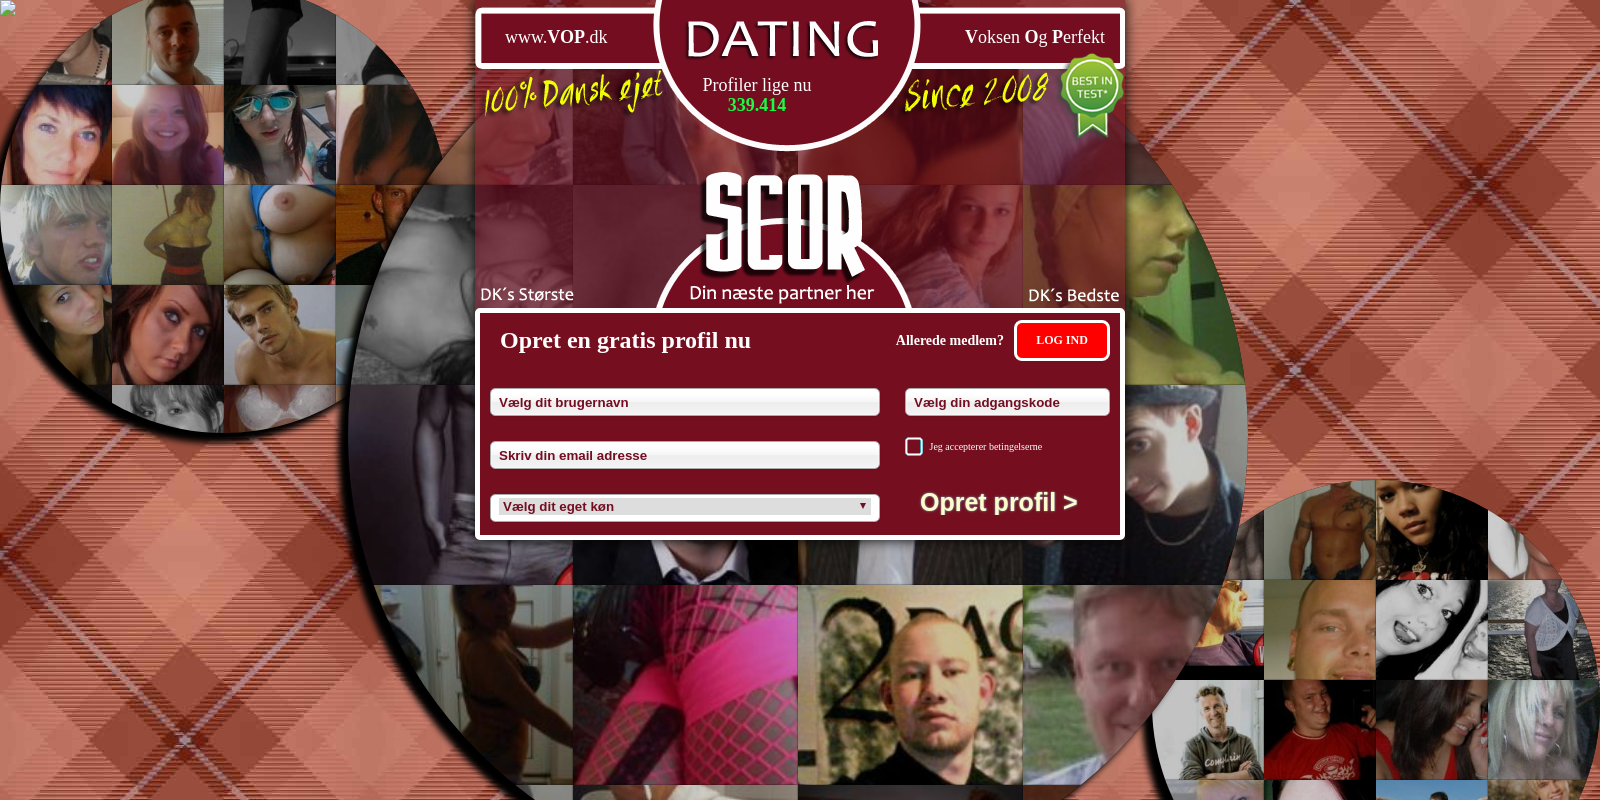 www.VOP.dk
DATING
Voksen Og Perfekt
100% Dansk ejet
Profiler lige nu
339.414
Since 2008
BEST IN
TEST*
SCOR
Din næste partner her
DK´s Største
DK´s Bedste
Opret en gratis profil nu
Allerede medlem?
LOG IND
Vælg dit brugernavn
Vælg din adgangskode
Jeg accepterer betingelserne
Skriv din email adresse
Vælg dit eget køn
Opret profil >